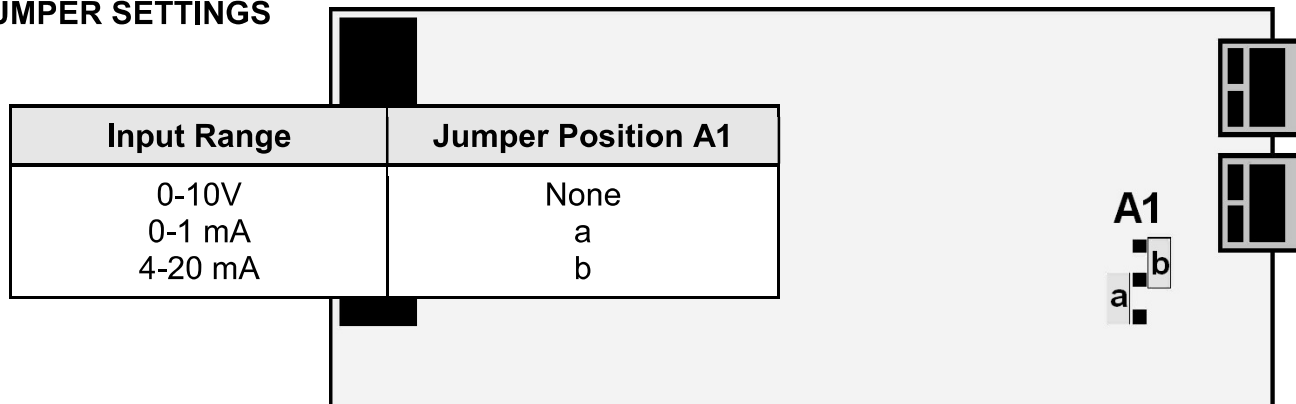 UMPER SETTINGS
Input Range Jumper Position A1
0-10V None
0-1 mA a
4-20 mA b
A1
b
a